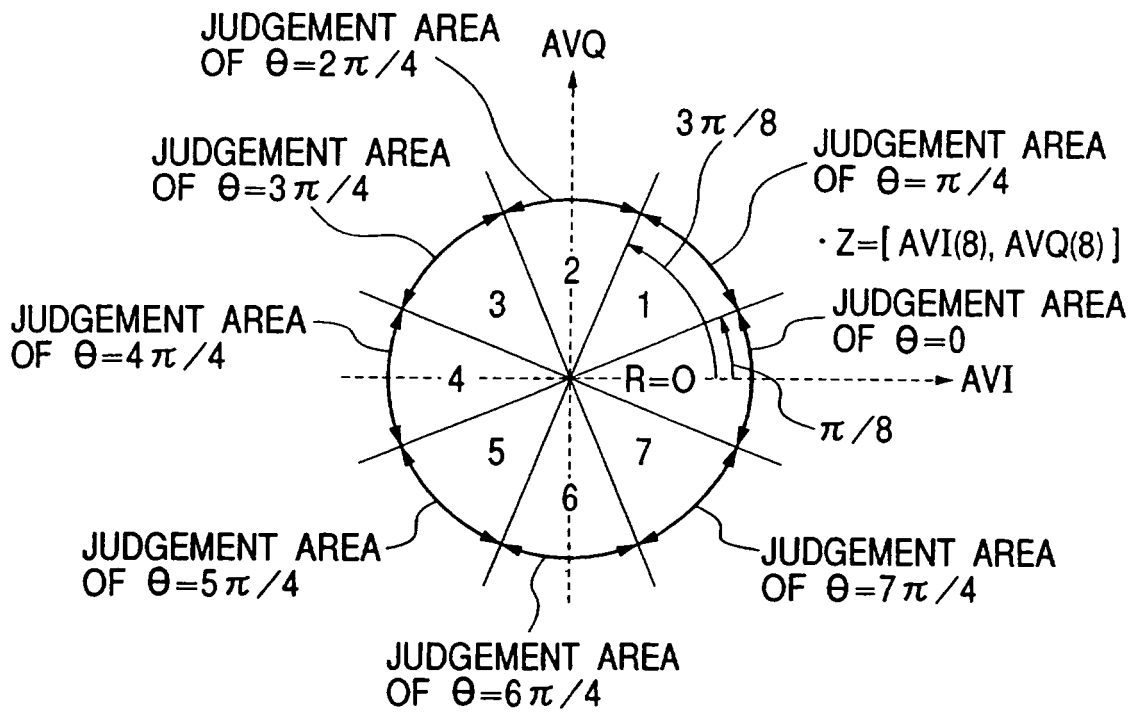 JUDGEMENT AREA
OF θ=2π/4
AVQ
3π/8
JUDGEMENT AREA
OF θ=π/4
JUDGEMENT AREA
OF θ=3π/4
· Z=[ AVI(8), AVQ(8) ]
2
3
1
JUDGEMENT AREA
OF θ=0
JUDGEMENT AREA
OF θ=4π/4
4
R=0
AVI
π/8
5
7
6
JUDGEMENT AREA
OF θ=5π/4
JUDGEMENT AREA
OF θ=7π/4
JUDGEMENT AREA
OF θ=6π/4